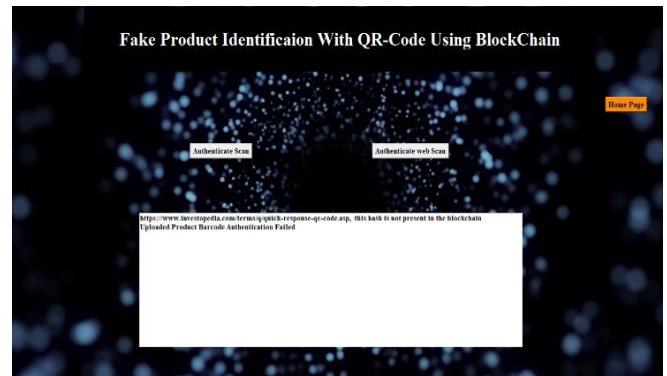 Fake Product Identificaion With QR-Code Using BlockChain
Home Page
Authenticate Scan
Authenticate web Scan
https://www.investopedia.com/terms/q/quick-response-qr-code.asp, this hash is not present in the blockchain
Uploaded Product Barcode Authentication Failed